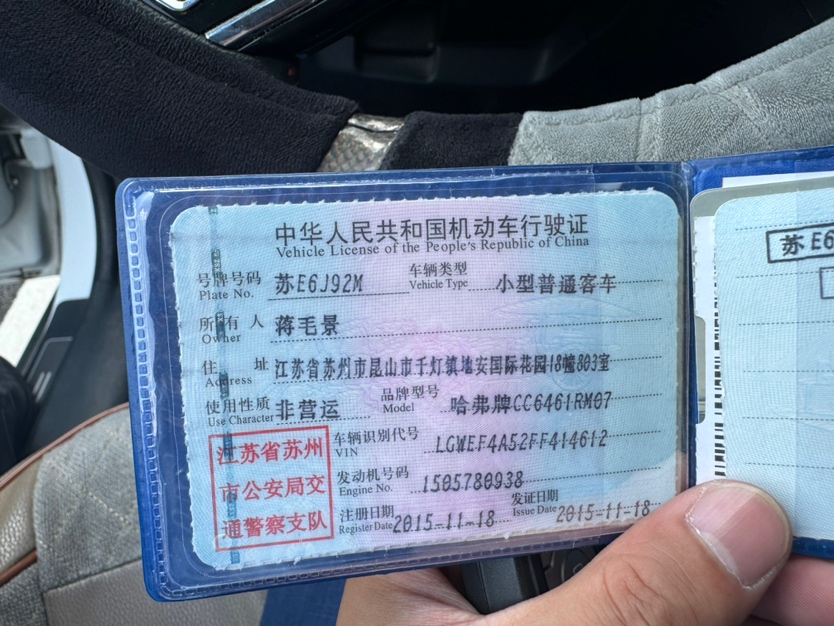 中华人民共和国机动车行驶证
Vehicle License of the People's Republic of China
号牌号码 苏E6J92M 车辆类型 小型普通客车
Plate No. Vehicle Type
所有人 蒋毛景
Owner
住址 江苏省苏州市昆山市千灯镇地安国际花园18幢803室
Address
使用性质 非营运 品牌型号 哈弗牌CC6461RM07
Use Character Model
江苏省苏州 车辆识别代号 LGWEF4A52FF414612
VIN
市公安局交 发动机号码 1505780938
Engine No.
通警察支队 注册日期 2015-11-18 发证日期 2015-11-18
Register Date Issue Date
苏E6